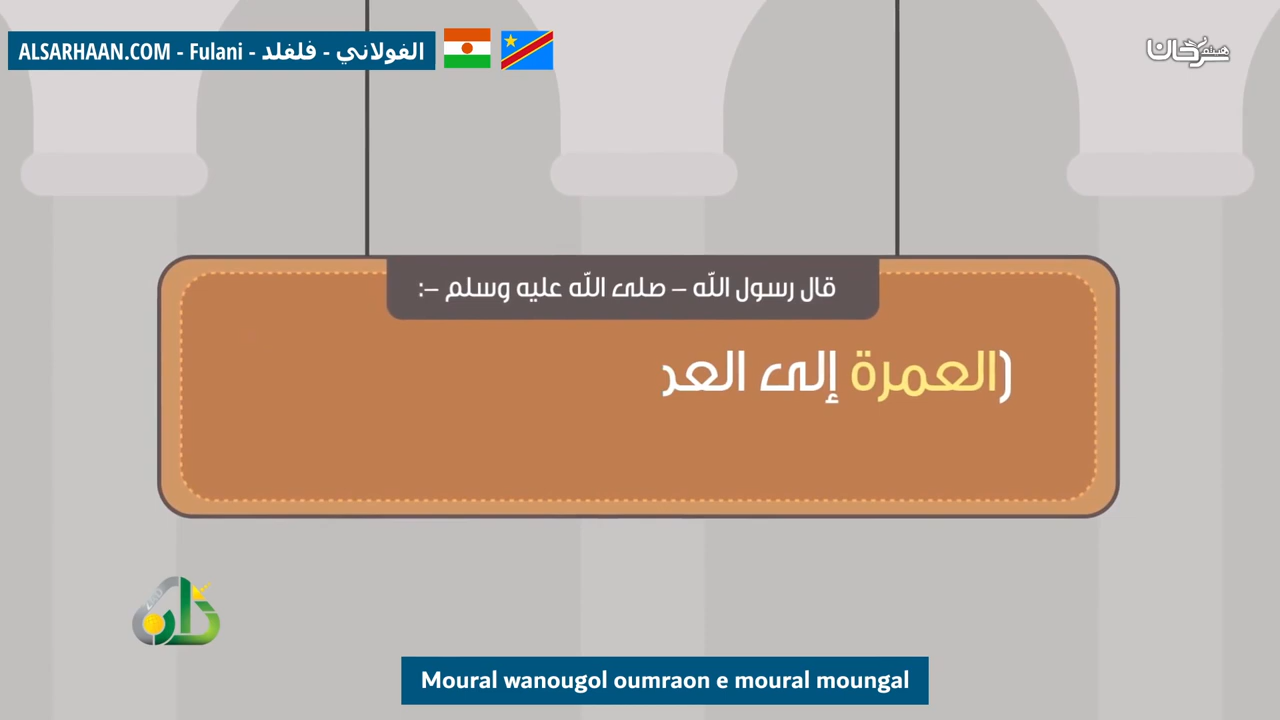 ALSARHAAN.COM - Fulani - الفولاني - فلفلد
قال رسول الله – صلى الله عليه وسلم –:
(العمرة إلى العد
Moural wanougol oumraon e moural moungal